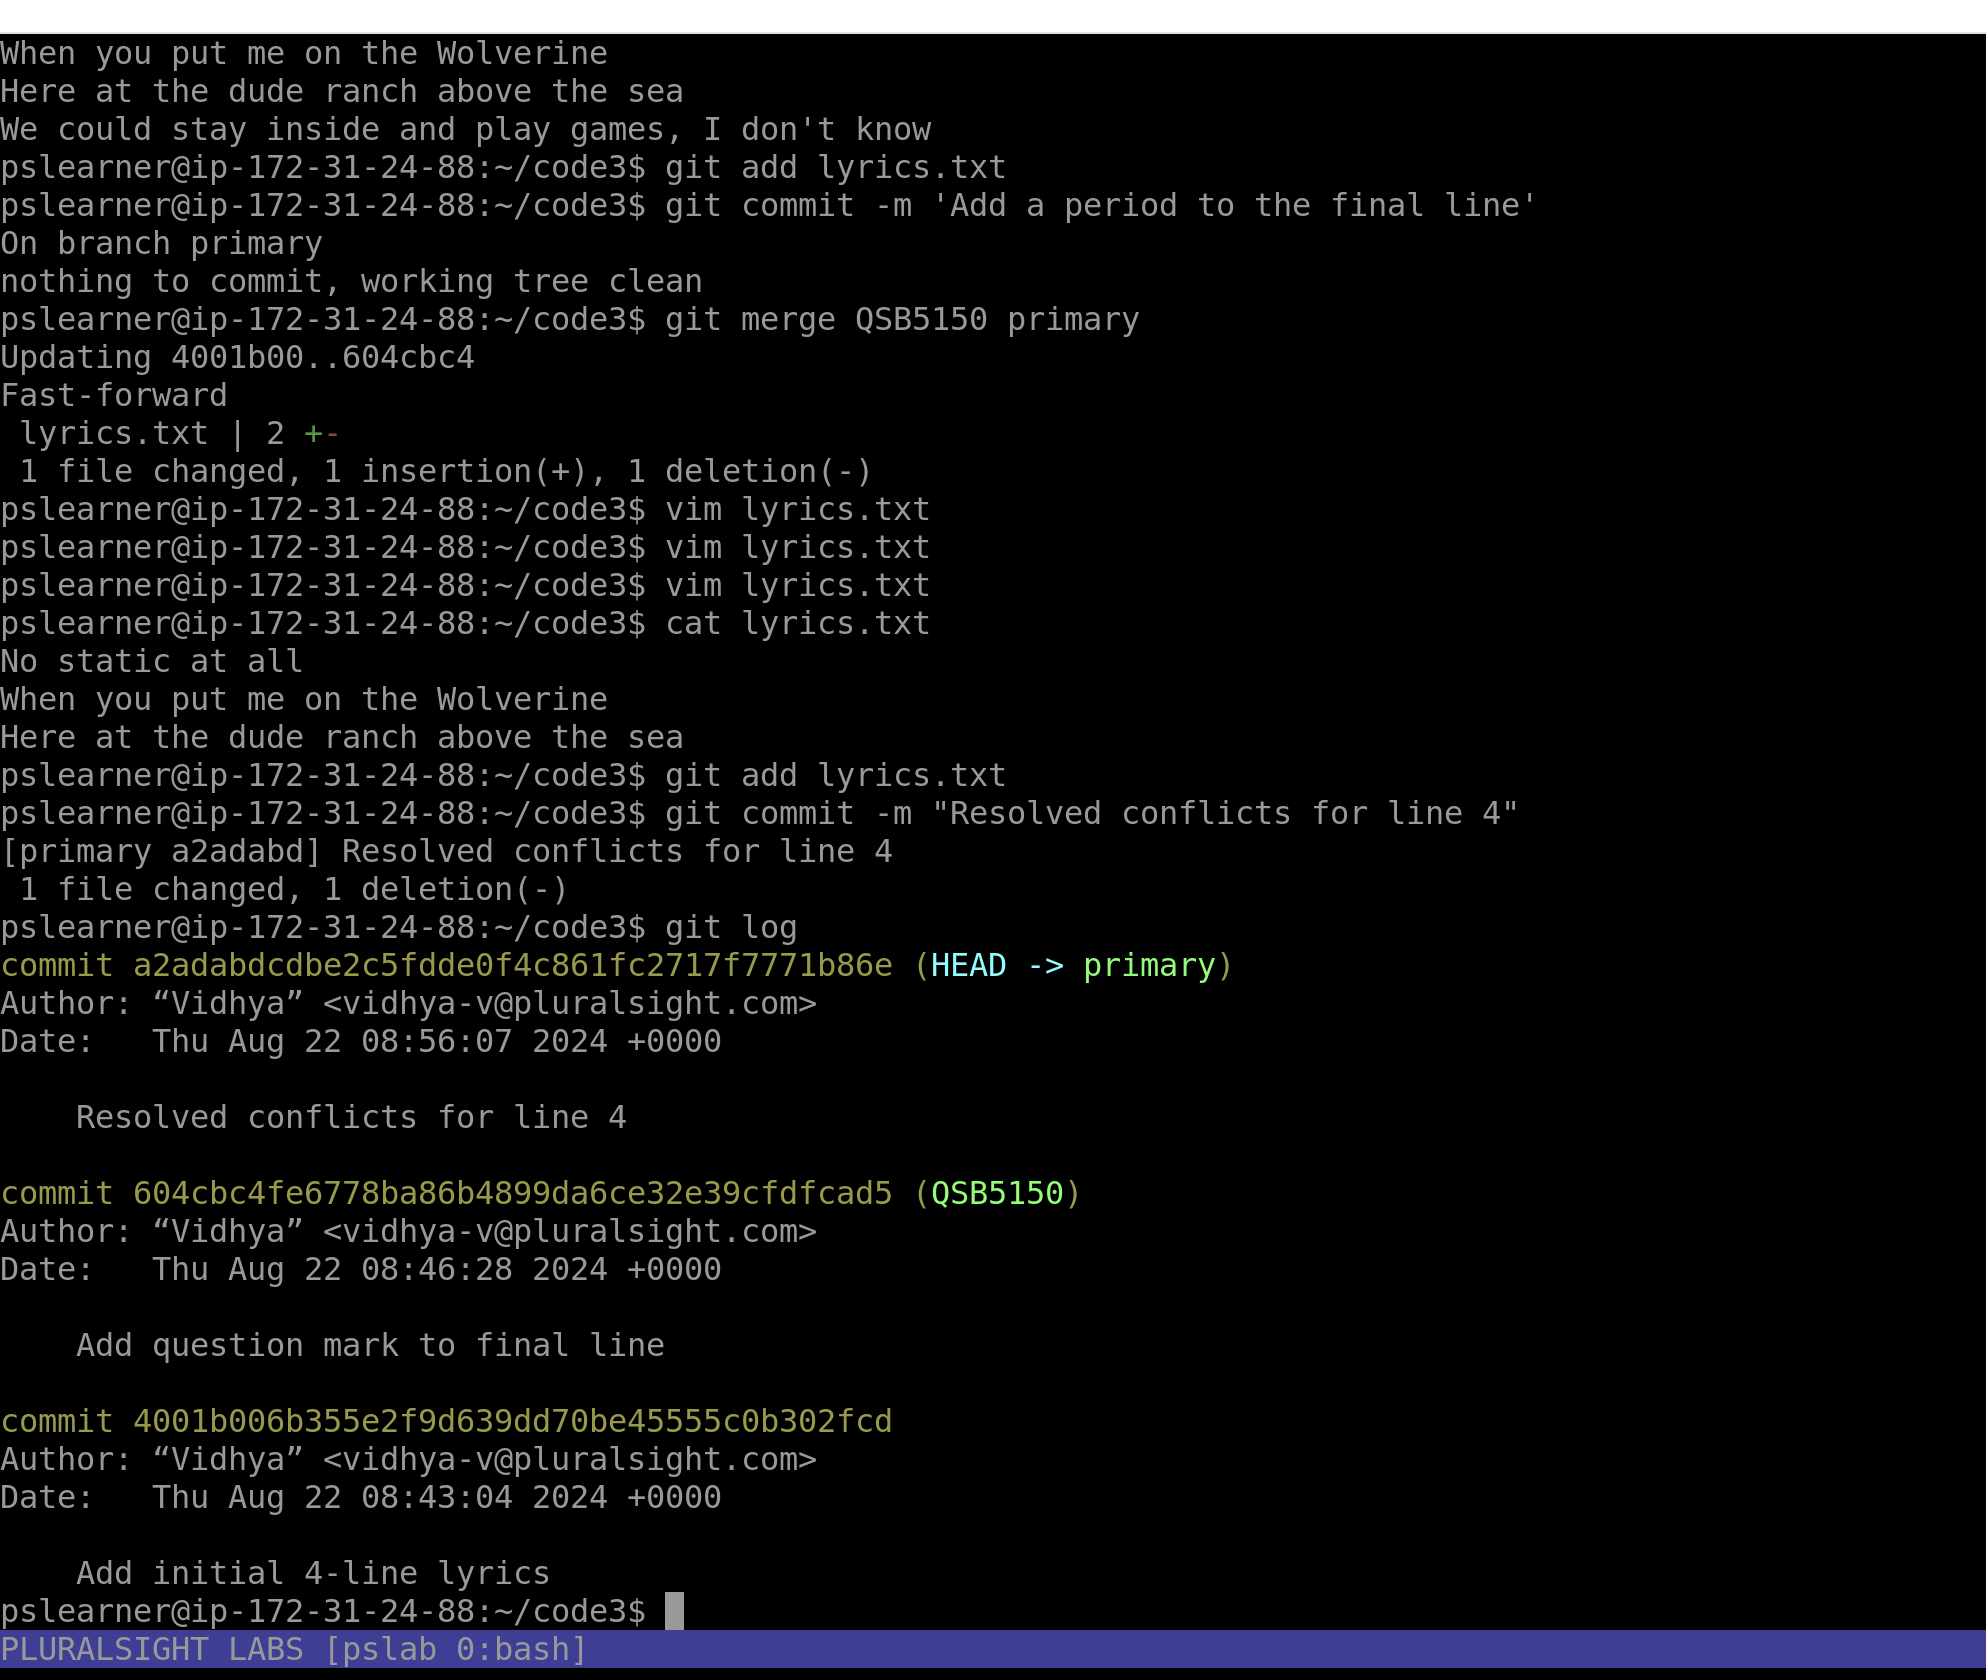 When you put me on the Wolverine
Here at the dude ranch above the sea
We could stay inside and play games, I don't know
pslearner@ip-172-31-24-88:~/code3$ git add lyrics.txt
pslearner@ip-172-31-24-88:~/code3$ git commit -m 'Add a period to the final line'
On branch primary
nothing to commit, working tree clean
pslearner@ip-172-31-24-88:~/code3$ git merge QSB5150 primary
Updating 4001b00..604cbc4
Fast-forward
 lyrics.txt | 2 +-
 1 file changed, 1 insertion(+), 1 deletion(-)
pslearner@ip-172-31-24-88:~/code3$ vim lyrics.txt
pslearner@ip-172-31-24-88:~/code3$ vim lyrics.txt
pslearner@ip-172-31-24-88:~/code3$ vim lyrics.txt
pslearner@ip-172-31-24-88:~/code3$ cat lyrics.txt
No static at all
When you put me on the Wolverine
Here at the dude ranch above the sea
pslearner@ip-172-31-24-88:~/code3$ git add lyrics.txt
pslearner@ip-172-31-24-88:~/code3$ git commit -m "Resolved conflicts for line 4"
[primary a2adabd] Resolved conflicts for line 4
 1 file changed, 1 deletion(-)
pslearner@ip-172-31-24-88:~/code3$ git log
commit a2adabdcdbe2c5fdde0f4c861fc2717f7771b86e (HEAD -> primary)
Author: “Vidhya” <vidhya-v@pluralsight.com>
Date:   Thu Aug 22 08:56:07 2024 +0000

    Resolved conflicts for line 4

commit 604cbc4fe6778ba86b4899da6ce32e39cfdfcad5 (QSB5150)
Author: “Vidhya” <vidhya-v@pluralsight.com>
Date:   Thu Aug 22 08:46:28 2024 +0000

    Add question mark to final line

commit 4001b006b355e2f9d639dd70be45555c0b302fcd
Author: “Vidhya” <vidhya-v@pluralsight.com>
Date:   Thu Aug 22 08:43:04 2024 +0000

    Add initial 4-line lyrics
pslearner@ip-172-31-24-88:~/code3$
PLURALSIGHT LABS [pslab 0:bash]